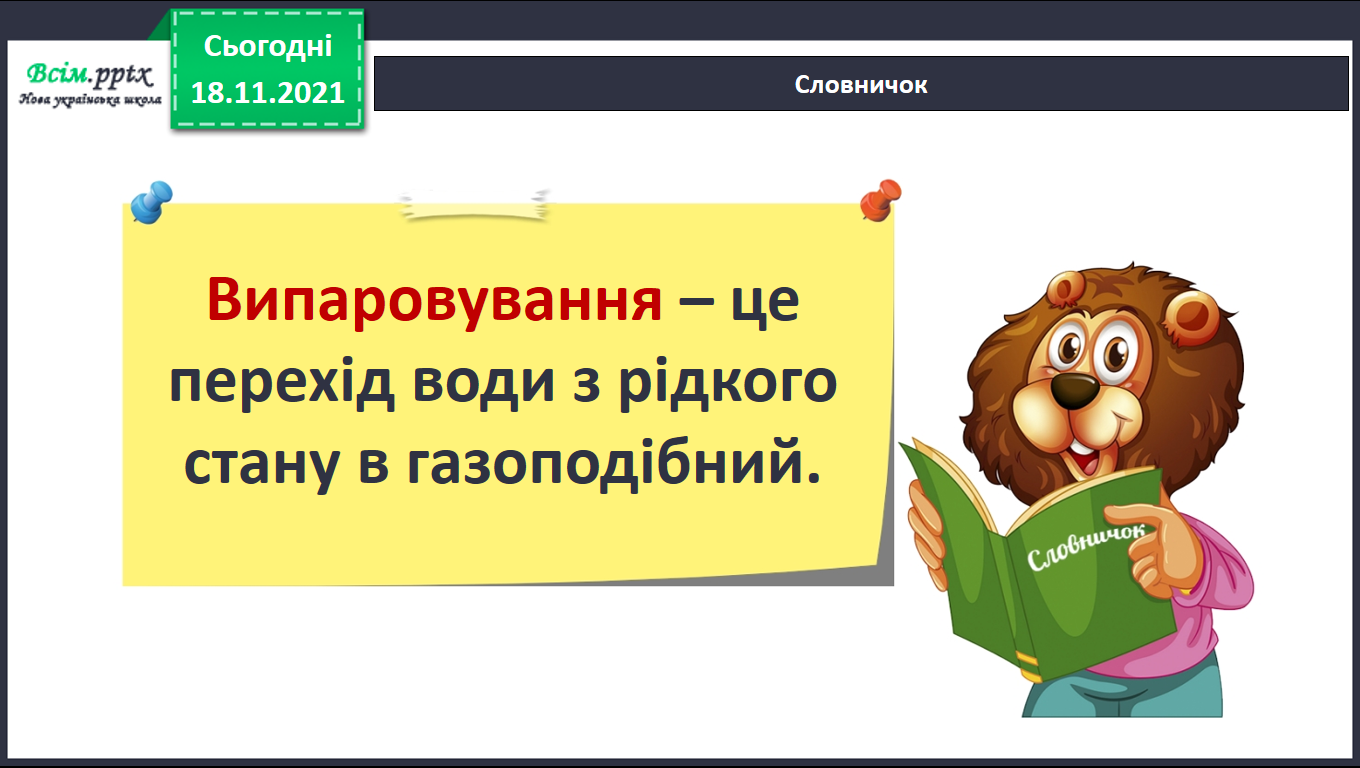 Всім.pptx
Нова українська школа
Сьогодні
18.11.2021
Словничок
Випаровування – це
перехід води з рідкого
стану в газоподібний.
Словничок